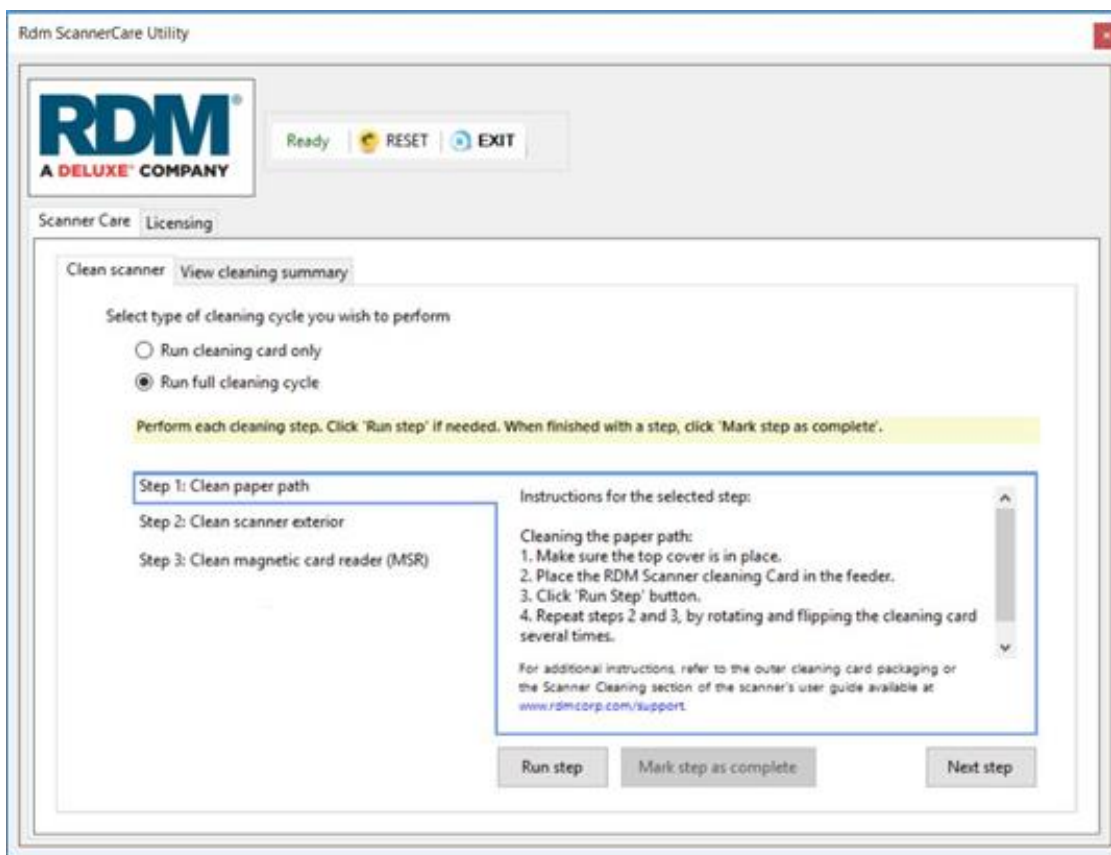 Rdm ScannerCare Utility
RDM®
A DELUXE® COMPANY
Ready RESET EXIT
Scanner Care Licensing
Clean scanner View cleaning summary
Select type of cleaning cycle you wish to perform
Run cleaning card only
Run full cleaning cycle
Perform each cleaning step. Click 'Run step' if needed. When finished with a step, click 'Mark step as complete'.
Step 1: Clean paper path
Step 2: Clean scanner exterior
Step 3: Clean magnetic card reader (MSR)
Instructions for the selected step:
Cleaning the paper path:
1. Make sure the top cover is in place.
2. Place the RDM Scanner cleaning Card in the feeder.
3. Click 'Run Step' button.
4. Repeat steps 2 and 3, by rotating and flipping the cleaning card
several times.
For additional instructions, refer to the outer cleaning card packaging or
the Scanner Cleaning section of the scanner's user guide available at
www.rdmcorp.com/support.
Run step Mark step as complete Next step